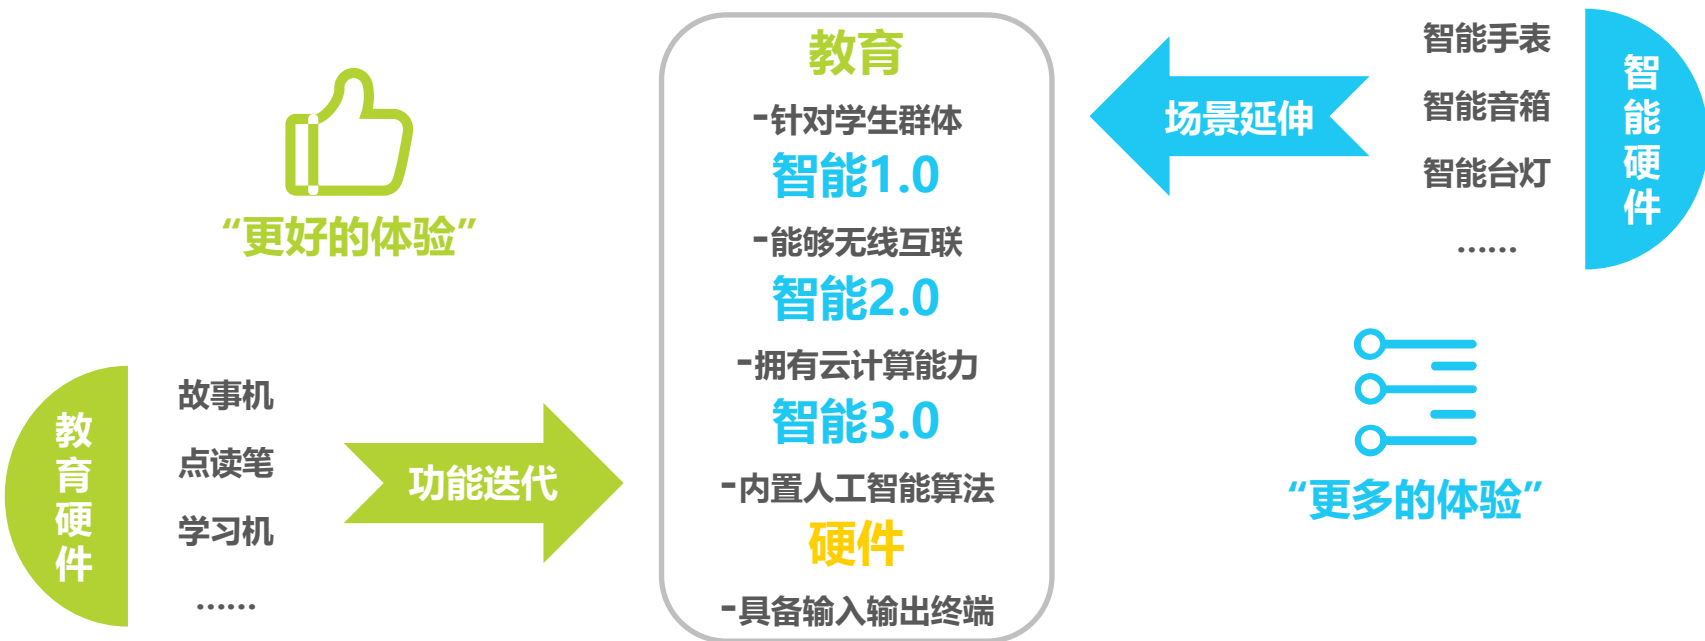 “更好的体验”
教育硬件
故事机
点读笔
学习机
……
功能迭代
教育
-针对学生群体
智能1.0
-能够无线互联
智能2.0
-拥有云计算能力
智能3.0
-内置人工智能算法
硬件
-具备输入输出终端
场景延伸
智能手表
智能音箱
智能台灯
……
智能硬件
“更多的体验”